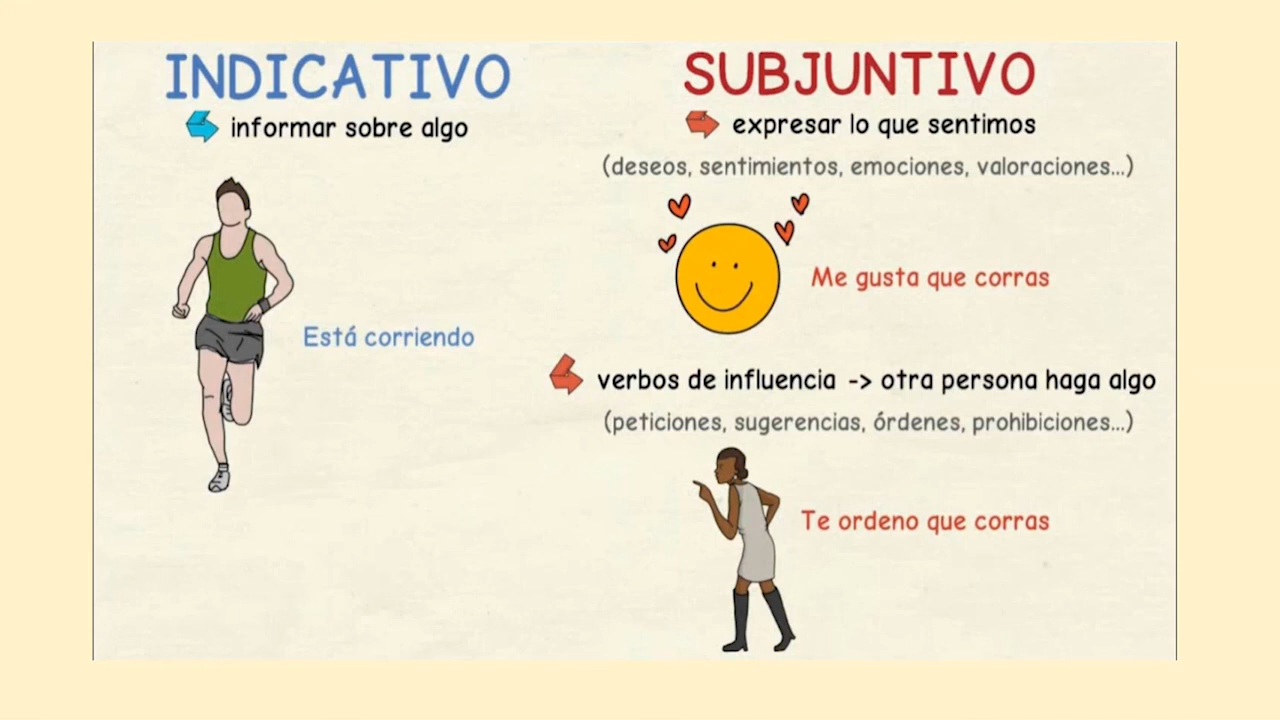 INDICATIVO
informar sobre algo
Está corriendo
SUBJUNTIVO
expresar lo que sentimos
(deseos, sentimientos, emociones, valoraciones...)
Me gusta que corras
verbos de influencia -> otra persona haga algo
(peticiones, sugerencias, órdenes, prohibiciones...)
Te ordeno que corras